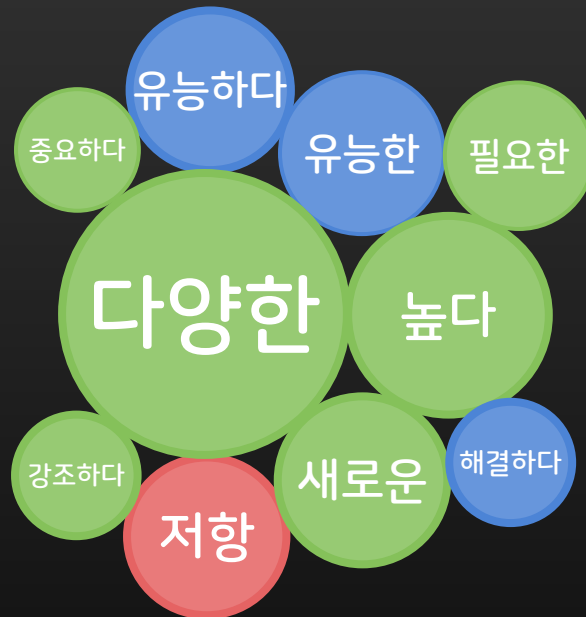 유능하다
중요하다
유능한
필요한
다양한
높다
강조하다
새로운
해결하다
저항